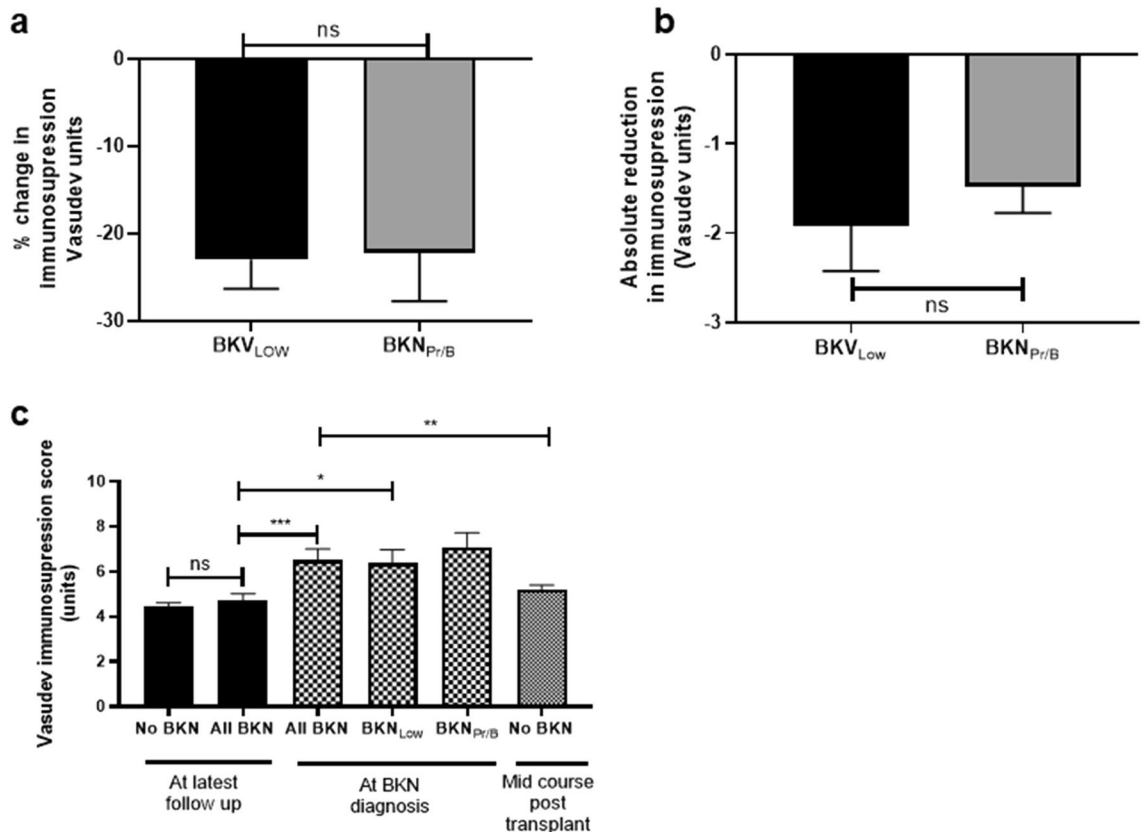 a
ns
0
-10
-20
-30
% change in
immunosupression
Vasudev units
BKV_LOW
BKN_Pr/B
b
0
-1
-2
-3
Absolute reduction
in immunosupression
(Vasudev units)
ns
BKV_Low
BKN_Pr/B
c
**
*
***
ns
10
8
6
4
2
0
Vasudev immunosupression score
(units)
No BKN
All BKN
All BKN
BKN_Low
BKN_Pr/B
No BKN
At latest
follow up
At BKN
diagnosis
Mid course
post
transplant